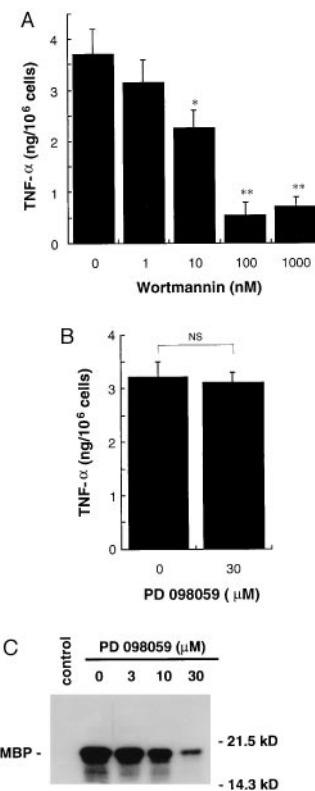 A
TNF-α (ng/10⁶ cells)
4
3
2
1
0
*
**
**
0 1 10 100 1000
Wortmannin (nM)
B
TNF-α (ng/10⁶ cells)
4
3
2
1
0
NS
0 30
PD 098059 ( μM)
C
control
PD 098059 (μM)
0 3 10 30
MBP -
- 21.5 kD
- 14.3 kD